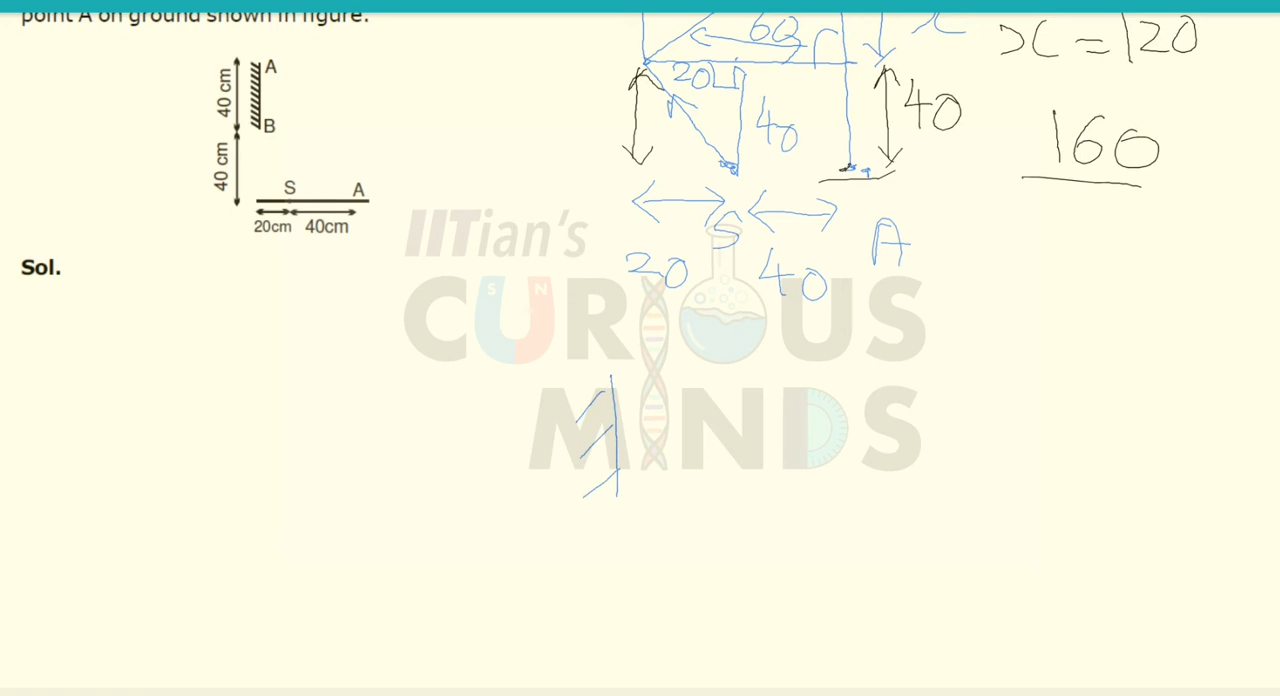 point A on ground shown in figure.
A
40 cm
B
40 cm
S A
20cm 40cm
Sol.
60
x
x = 120
20
40
40
160
S
A
20
40
IITian's
CURIOUS
S N
MINDS